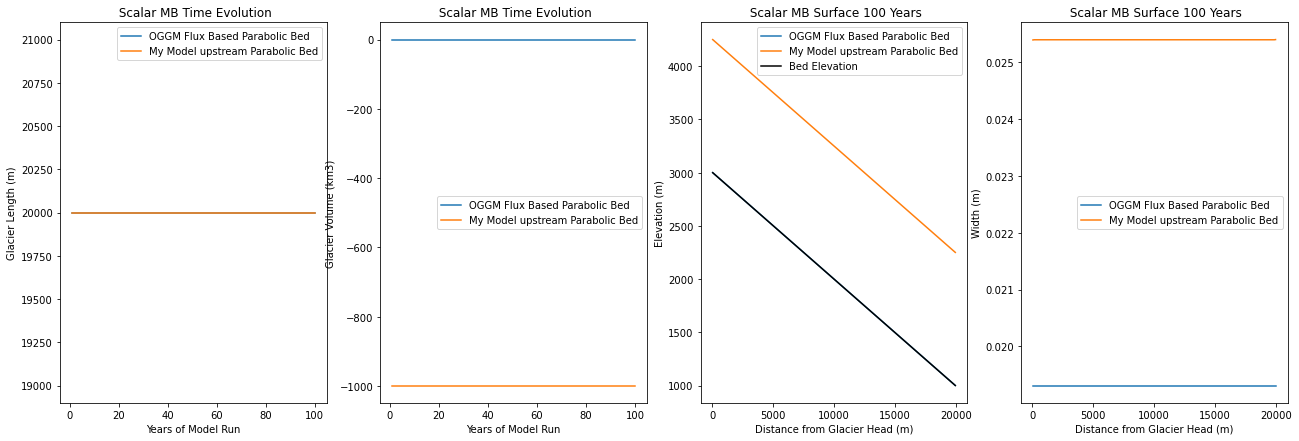 Scalar MB Time Evolution
OGGM Flux Based Parabolic Bed
My Model upstream Parabolic Bed
21000
20750
20500
20250
20000
19750
19500
19250
19000
Glacier Length (m)
0 20 40 60 80 100
Years of Model Run
Scalar MB Time Evolution
OGGM Flux Based Parabolic Bed
My Model upstream Parabolic Bed
0
−200
−400
−600
−800
−1000
Glacier Volume (km3)
0 20 40 60 80 100
Years of Model Run
Scalar MB Surface 100 Years
OGGM Flux Based Parabolic Bed
My Model upstream Parabolic Bed
Bed Elevation
4000
3500
3000
2500
2000
1500
1000
Elevation (m)
0 5000 10000 15000 20000
Distance from Glacier Head (m)
Scalar MB Surface 100 Years
OGGM Flux Based Parabolic Bed
My Model upstream Parabolic Bed
0.025
0.024
0.023
0.022
0.021
0.020
Width (m)
0 5000 10000 15000 20000
Distance from Glacier Head (m)